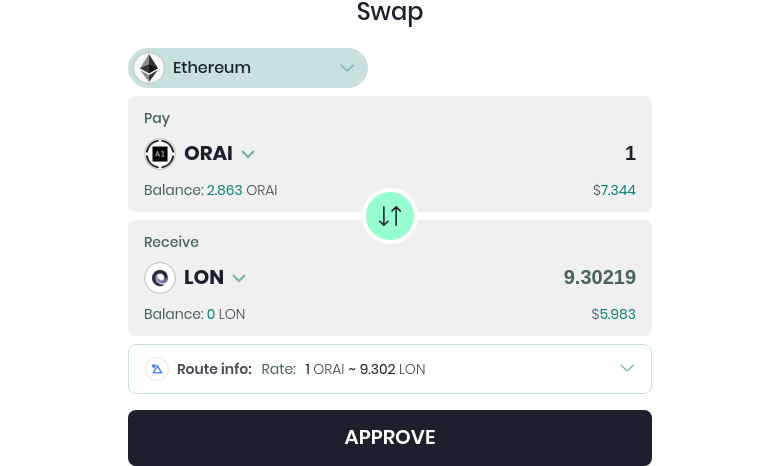 Swap
Ethereum
Pay
AI ORAI 1
Balance: 2.863 ORAI $7.344
Receive
LON 9.30219
Balance: 0 LON $5.983
Route info: Rate: 1 ORAI ~ 9.302 LON
APPROVE